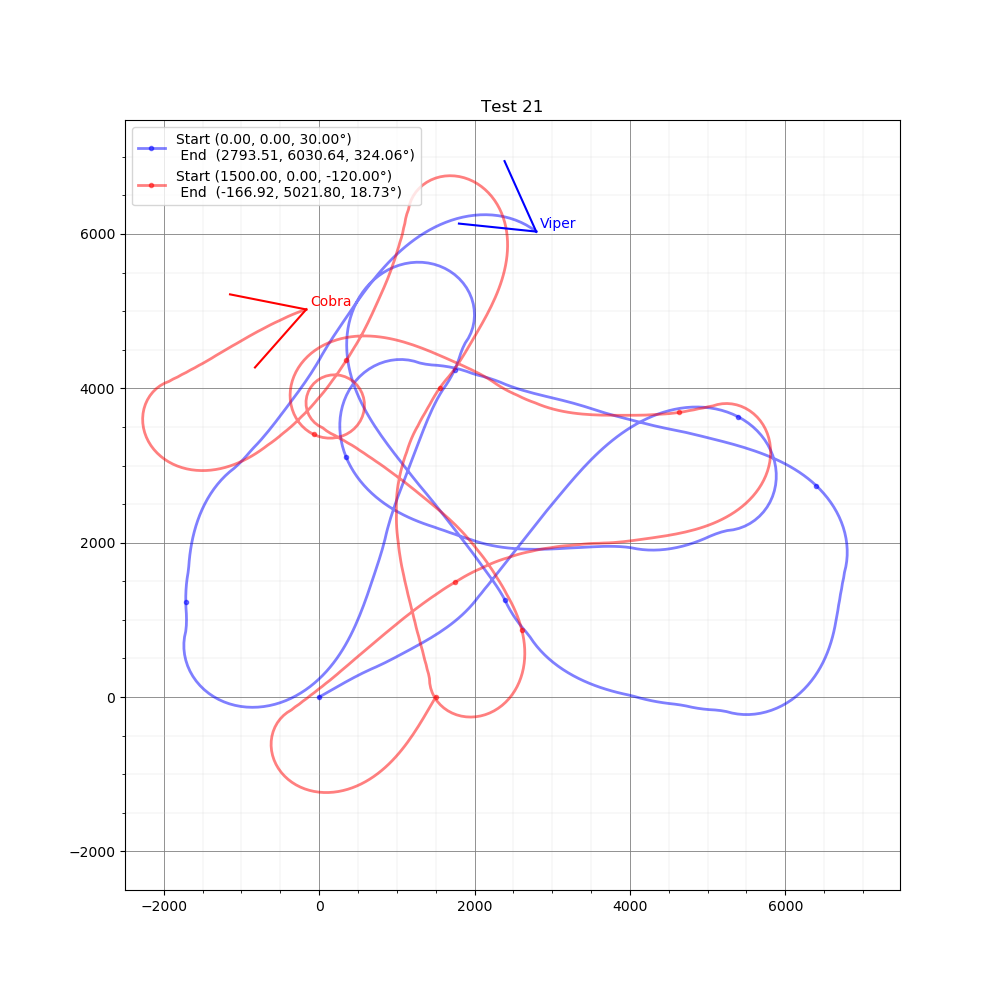 Test 21
Start (0.00, 0.00, 30.00°)
End (2793.51, 6030.64, 324.06°)
Start (1500.00, 0.00, -120.00°)
End (-166.92, 5021.80, 18.73°)
Viper
Cobra
6000
4000
2000
0
−2000
−2000 0 2000 4000 6000